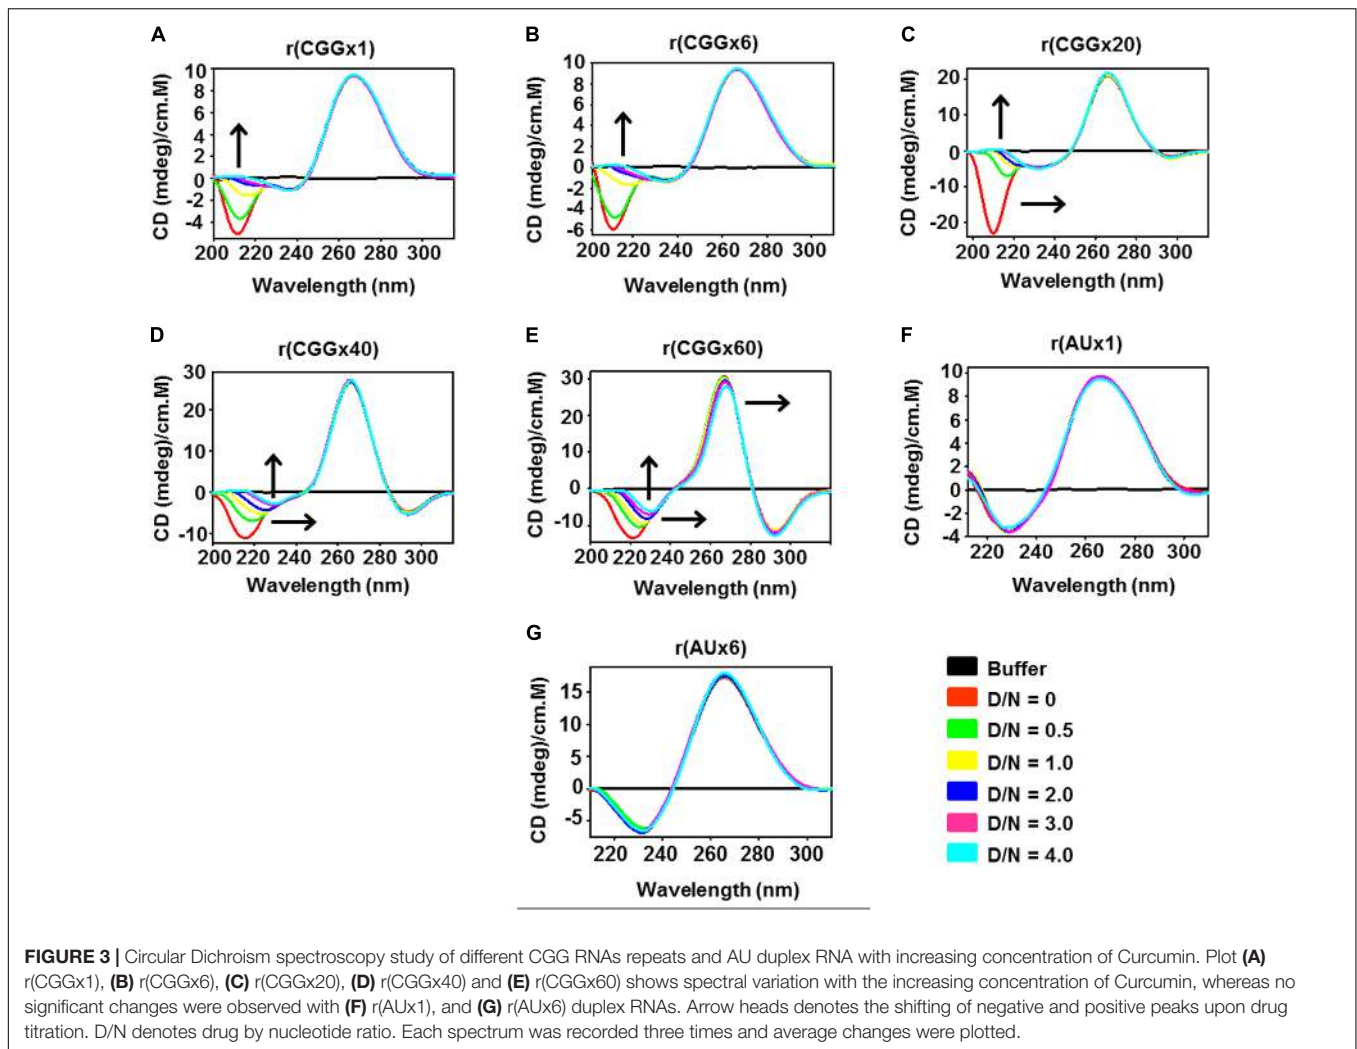 A
r(CGGx1)
CD (mdeg)/cm.M)
10
8
6
4
2
0
-2
-4
200 220 240 260 280 300
Wavelength (nm)
B
r(CGGx6)
CD (mdeg)/cm.M)
10
8
6
4
2
0
-2
-4
-6
200 220 240 260 280 300
Wavelength (nm)
C
r(CGGx20)
CD (mdeg)/cm.M)
20
10
0
-10
-20
200 220 240 260 280 300
Wavelength (nm)
D
r(CGGx40)
CD (mdeg)/cm.M)
30
20
10
0
-10
200 220 240 260 280 300
Wavelength (nm)
E
r(CGGx60)
CD (mdeg)/cm.M)
30
20
10
0
-10
200 220 240 260 280 300
Wavelength (nm)
F
r(AUx1)
CD (mdeg)/cm.M)
10
8
6
4
2
0
-2
-4
220 240 260 280 300
Wavelength (nm)
G
r(AUx6)
CD (mdeg)/cm.M)
15
10
5
0
-5
220 240 260 280 300
Wavelength (nm)
Buffer
D/N = 0
D/N = 0.5
D/N = 1.0
D/N = 2.0
D/N = 3.0
D/N = 4.0
FIGURE 3 | Circular Dichroism spectroscopy study of different CGG RNAs repeats and AU duplex RNA with increasing concentration of Curcumin. Plot (A)
r(CGGx1), (B) r(CGGx6), (C) r(CGGx20), (D) r(CGGx40) and (E) r(CGGx60) shows spectral variation with the increasing concentration of Curcumin, whereas no
significant changes were observed with (F) r(AUx1), and (G) r(AUx6) duplex RNAs. Arrow heads denotes the shifting of negative and positive peaks upon drug
titration. D/N denotes drug by nucleotide ratio. Each spectrum was recorded three times and average changes were plotted.